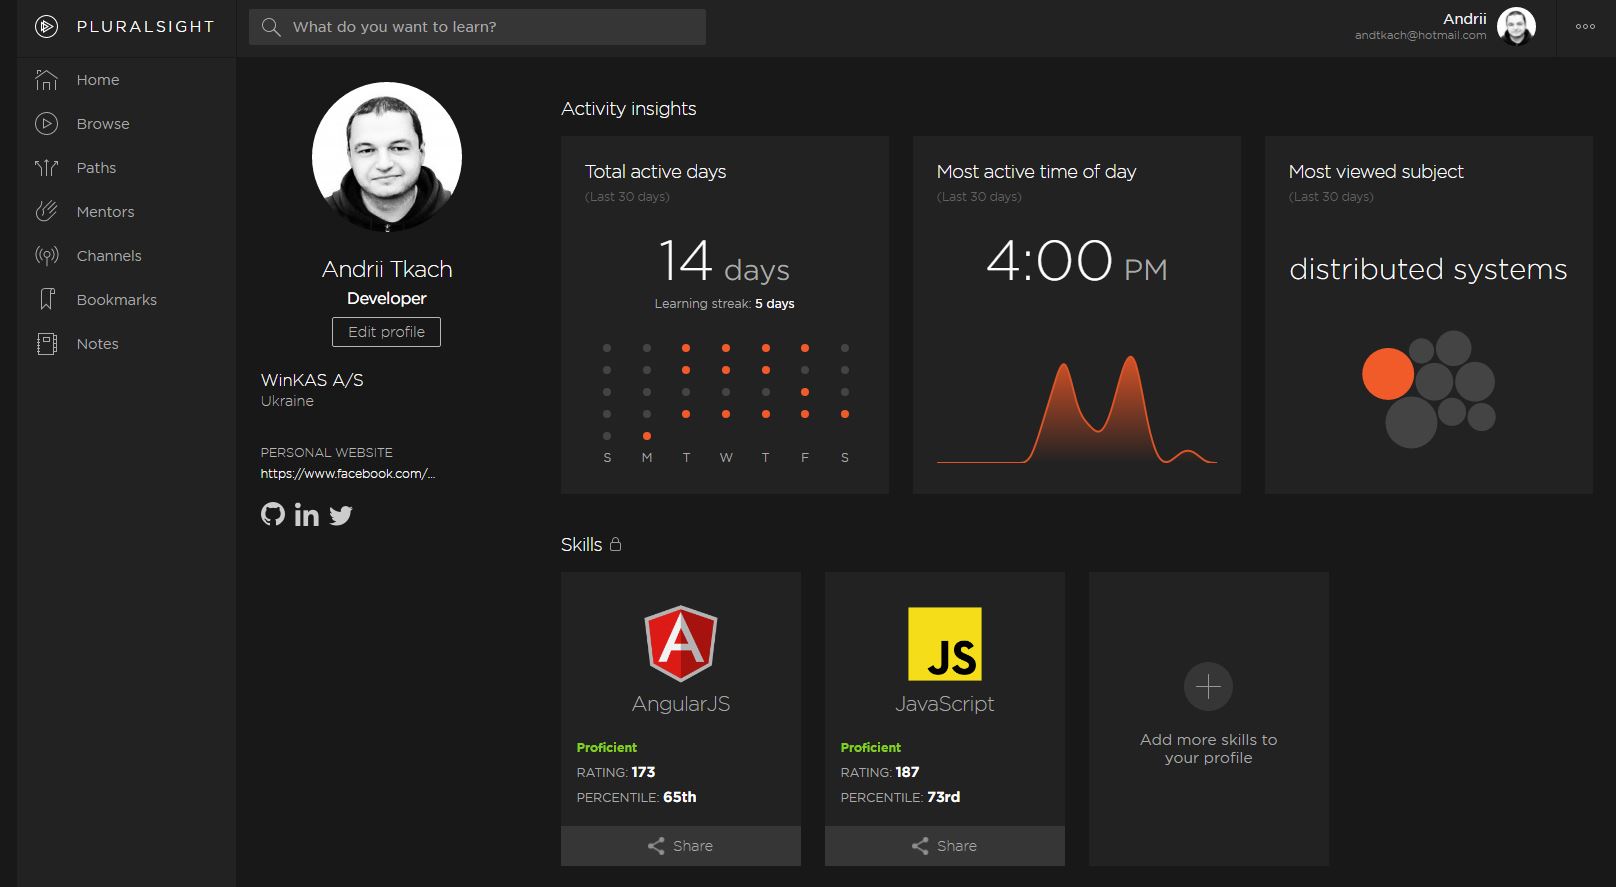 PLURALSIGHT
What do you want to learn?
Andrii
andtkach@hotmail.com
Home
Browse
Paths
Mentors
Channels
Bookmarks
Notes
Andrii Tkach
Developer
Edit profile
WinKAS A/S
Ukraine
PERSONAL WEBSITE
https://www.facebook.com/...
in
Activity insights
Total active days
(Last 30 days)
14 days
Learning streak: 5 days
S M T W T F S
Most active time of day
(Last 30 days)
4:00 PM
Most viewed subject
(Last 30 days)
distributed systems
Skills
A
AngularJS
Proficient
RATING: 173
PERCENTILE: 65th
Share
JS
JavaScript
Proficient
RATING: 187
PERCENTILE: 73rd
Share
Add more skills to
your profile